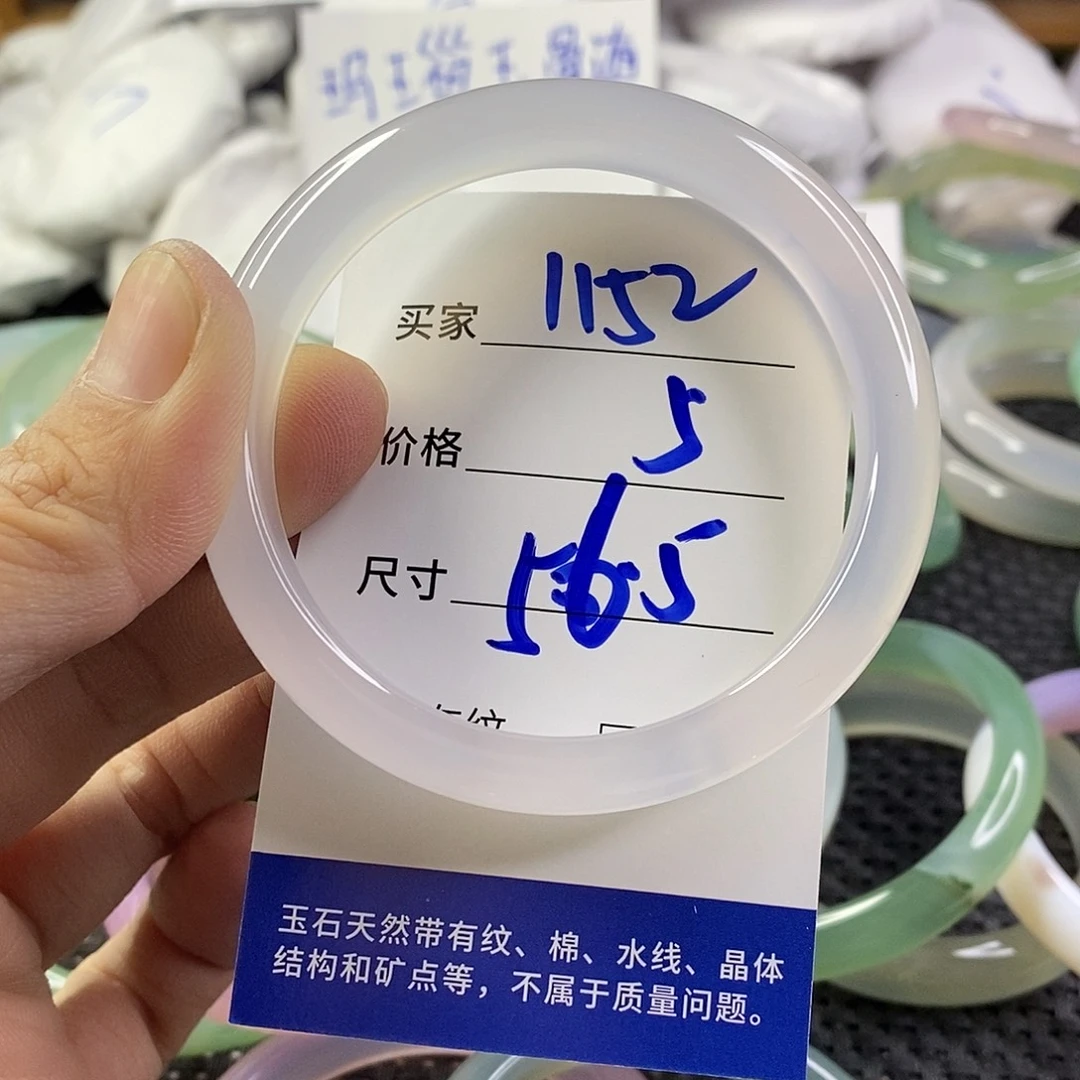 买家 1152
价格 5
尺寸 56.5
玉石天然带有纹、棉、水线、晶体
结构和矿点等，不属于质量问题。